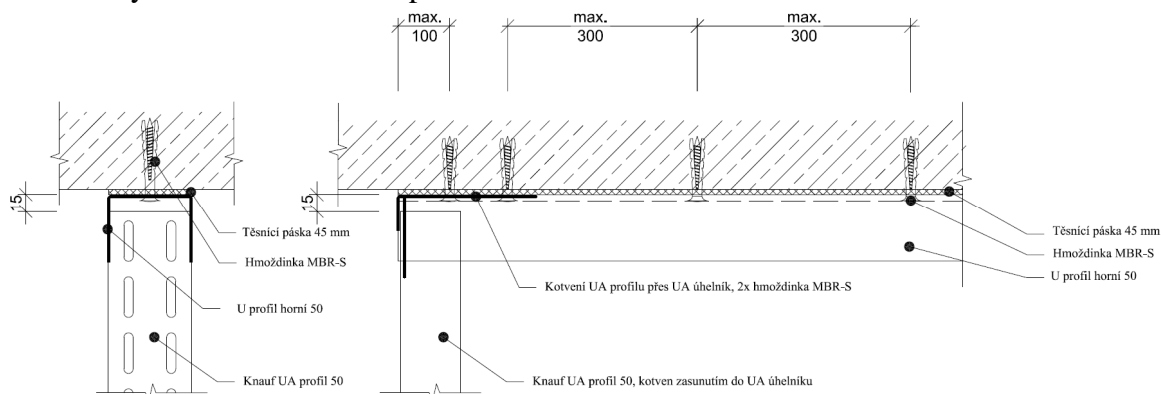 max.
100
max.
300
max.
300
15
15
Těsnící páska 45 mm
Hmoždinka MBR-S
U profil horní 50
Knauf UA profil 50
Kotvení UA profilu přes UA úhelník, 2x hmoždinka MBR-S
Knauf UA profil 50, kotven zasunutím do UA úhelníku
Těsnící páska 45 mm
Hmoždinka MBR-S
U profil horní 50